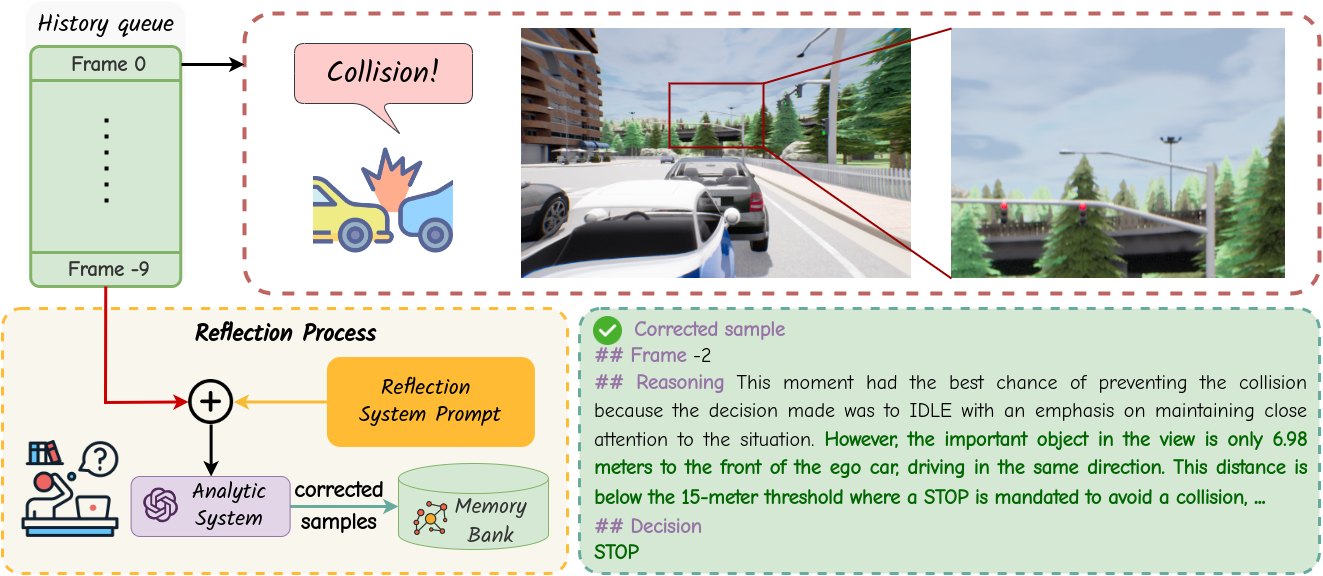 History queue
Frame 0
Frame -9
Collision!
Reflection Process
Reflection
System Prompt
?
Analytic
System
corrected
samples
Memory
Bank
Corrected sample
## Frame -2
## Reasoning This moment had the best chance of preventing the collision
because the decision made was to IDLE with an emphasis on maintaining close
attention to the situation. However, the important object in the view is only 6.98
meters to the front of the ego car, driving in the same direction. This distance is
below the 15-meter threshold where a STOP is mandated to avoid a collision, ...
## Decision
STOP